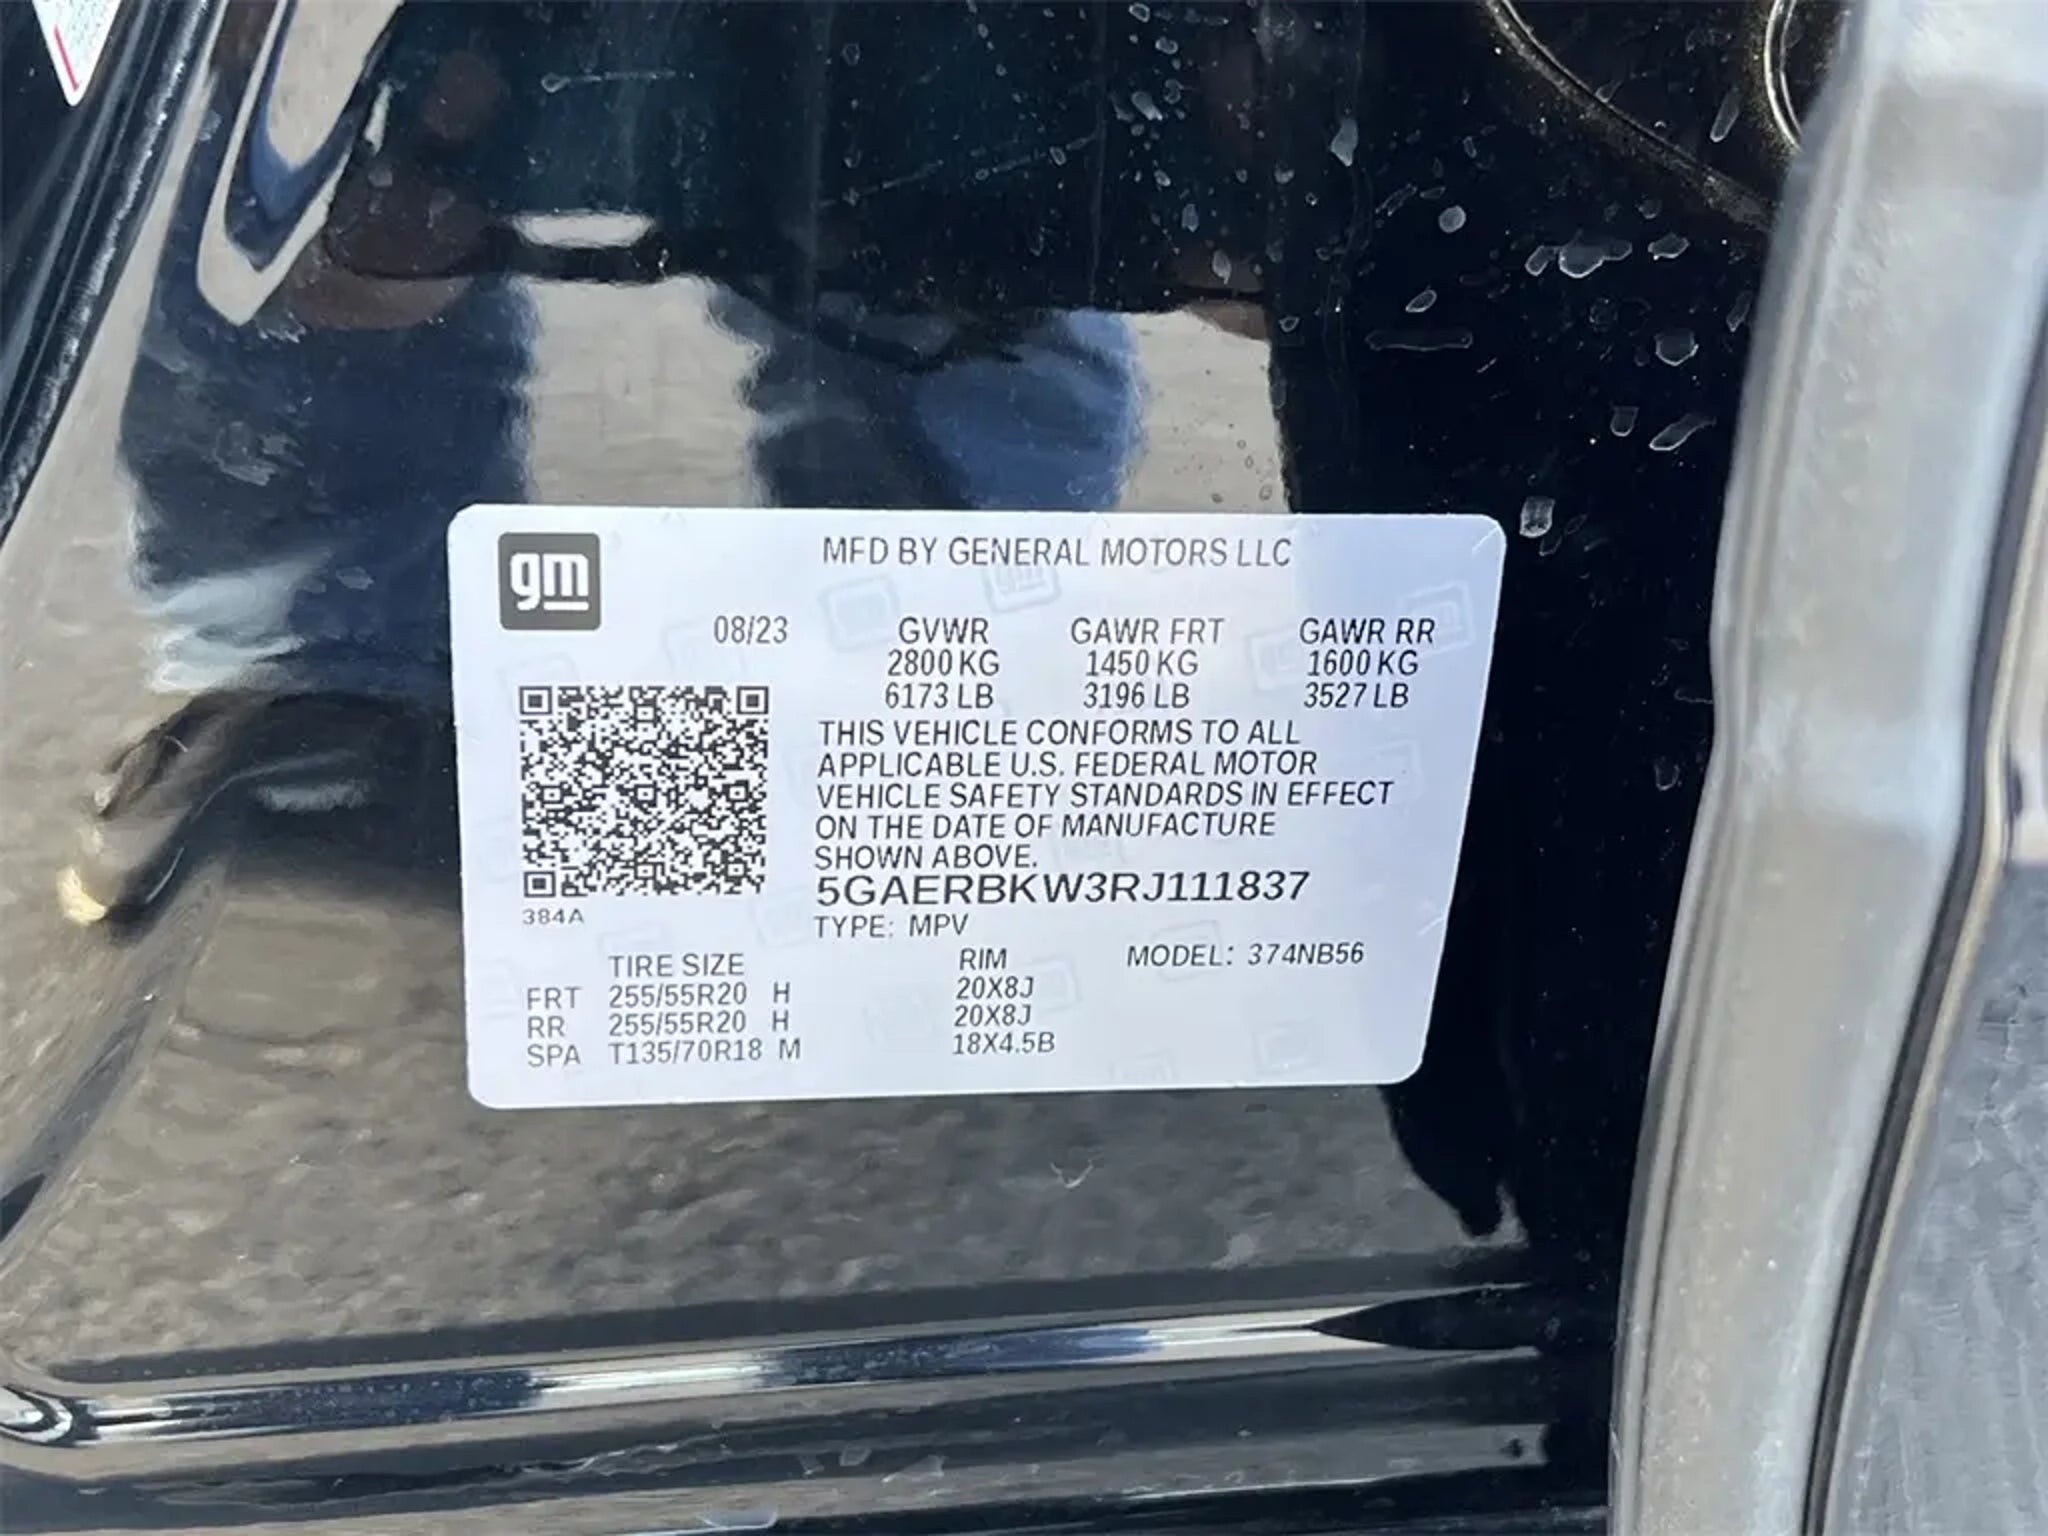 gm
MFD BY GENERAL MOTORS LLC
08/23 GVWR GAWR FRT GAWR RR
2800 KG 1450 KG 1600 KG
6173 LB 3196 LB 3527 LB
THIS VEHICLE CONFORMS TO ALL
APPLICABLE U.S. FEDERAL MOTOR
VEHICLE SAFETY STANDARDS IN EFFECT
ON THE DATE OF MANUFACTURE
SHOWN ABOVE.
5GAERBKW3RJ111837
384A
TYPE: MPV
TIRE SIZE RIM MODEL: 374NB56
FRT 255/55R20 H 20X8J
RR 255/55R20 H 20X8J
SPA T135/70R18 M 18X4.5B